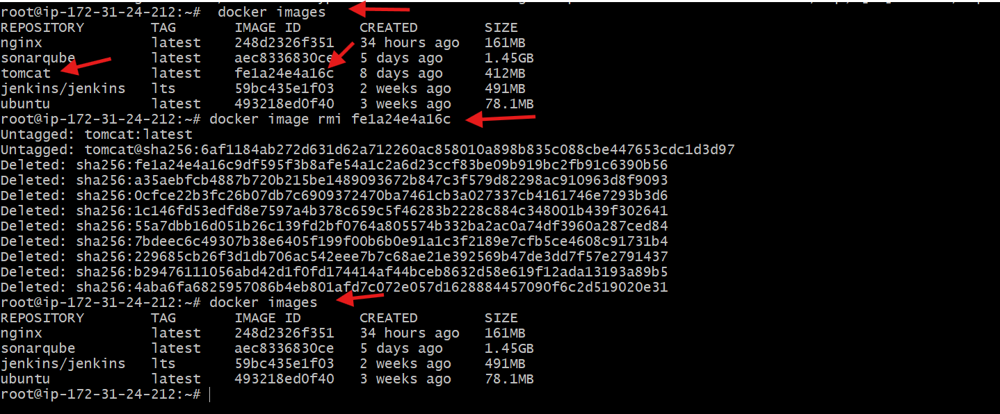 root@ip-172-31-24-212:~#  docker images
REPOSITORY        TAG       IMAGE ID       CREATED        SIZE
nginx             latest    248d2326f351   34 hours ago   161MB
sonarqube         latest    aec8336830ce   5 days ago     1.45GB
tomcat            latest    fe1a24e4a16c   8 days ago     412MB
jenkins/jenkins   lts       59bc435e1f03   2 weeks ago    491MB
ubuntu            latest    493218ed0f40   3 weeks ago    78.1MB
root@ip-172-31-24-212:~# docker image rmi fe1a24e4a16c
Untagged: tomcat:latest
Untagged: tomcat@sha256:6af1184ab272d631d62a712260ac858010a898b835c088cbe447653cdc1d3d97
Deleted: sha256:fe1a24e4a16c9df595f3b8afe54a1c2a6d23ccf83be09b919bc2fb91c6390b56
Deleted: sha256:a35aebfcb4887b720b215be1489093672b847c3f579d82298ac910963d8f9093
Deleted: sha256:0cfce22b3fc26b07db7c6909372470ba7461cb3a027337cb4161746e7293b3d6
Deleted: sha256:1c146fd53edfd8e7597a4b378c659c5f46283b2228c884c348001b439f302641
Deleted: sha256:55a7dbb16d051b26c139fd2bf0764a805574b332ba2ac0a74df3960a287ced84
Deleted: sha256:7bdeec6c49307b38e6405f199f00b6b0e91a1c3f2189e7cfb5ce4608c91731b4
Deleted: sha256:229685cb26f3d1db706ac542eee7b7c68ae21e392569b47de3dd7f57e2791437
Deleted: sha256:b29476111056abd42d1f0fd174414af44bceb8632d58e619f12ada13193a89b5
Deleted: sha256:4aba6fa6825957086b4eb801afd7c072e057d1628884457090f6c2d519020e31
root@ip-172-31-24-212:~# docker images
REPOSITORY        TAG       IMAGE ID       CREATED        SIZE
nginx             latest    248d2326f351   34 hours ago   161MB
sonarqube         latest    aec8336830ce   5 days ago     1.45GB
jenkins/jenkins   lts       59bc435e1f03   2 weeks ago    491MB
ubuntu            latest    493218ed0f40   3 weeks ago    78.1MB
root@ip-172-31-24-212:~#